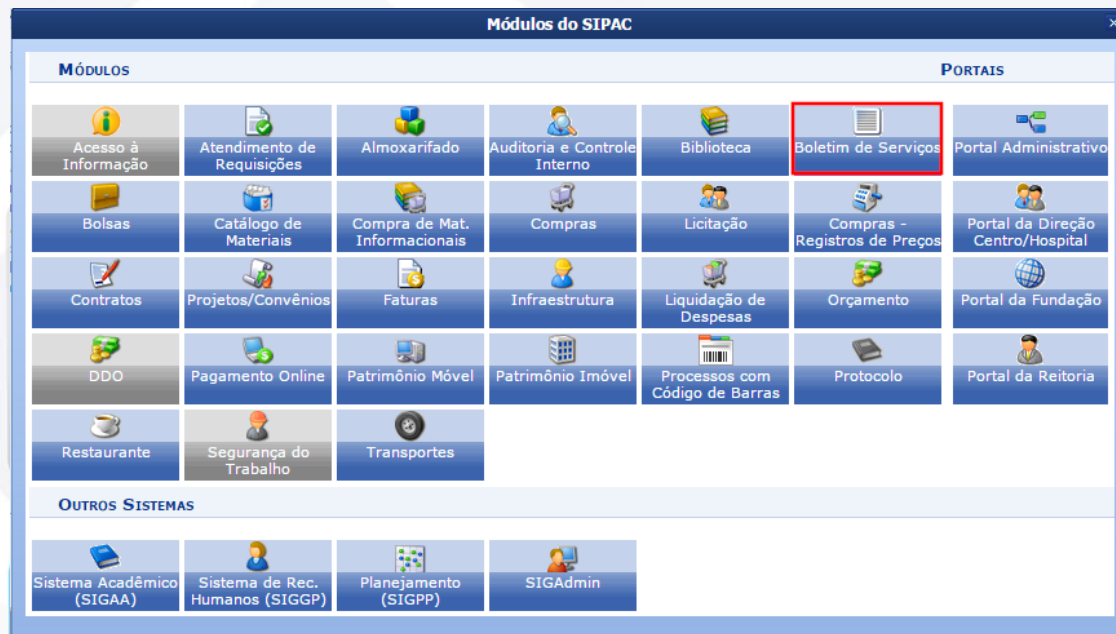 Módulos do SIPAC
MÓDULOS
PORTAIS
Acesso à
Informação
Atendimento de
Requisições
Almoxarifado
Auditoria e Controle
Interno
Biblioteca
Boletim de Serviços
Portal Administrativo
Bolsas
Catálogo de
Materiais
Compra de Mat.
Informacionais
Compras
Licitação
Compras -
Registros de Preços
Portal da Direção
Centro/Hospital
Contratos
Projetos/Convênios
Faturas
Infraestrutura
Liquidação de
Despesas
Orçamento
Portal da Fundação
DDO
Pagamento Online
Patrimônio Móvel
Patrimônio Imóvel
Processos com
Código de Barras
Protocolo
Portal da Reitoria
Restaurante
Segurança do
Trabalho
Transportes
OUTROS SISTEMAS
Sistema Acadêmico
(SIGAA)
Sistema de Rec.
Humanos (SIGGP)
Planejamento
(SIGPP)
SIGAdmin